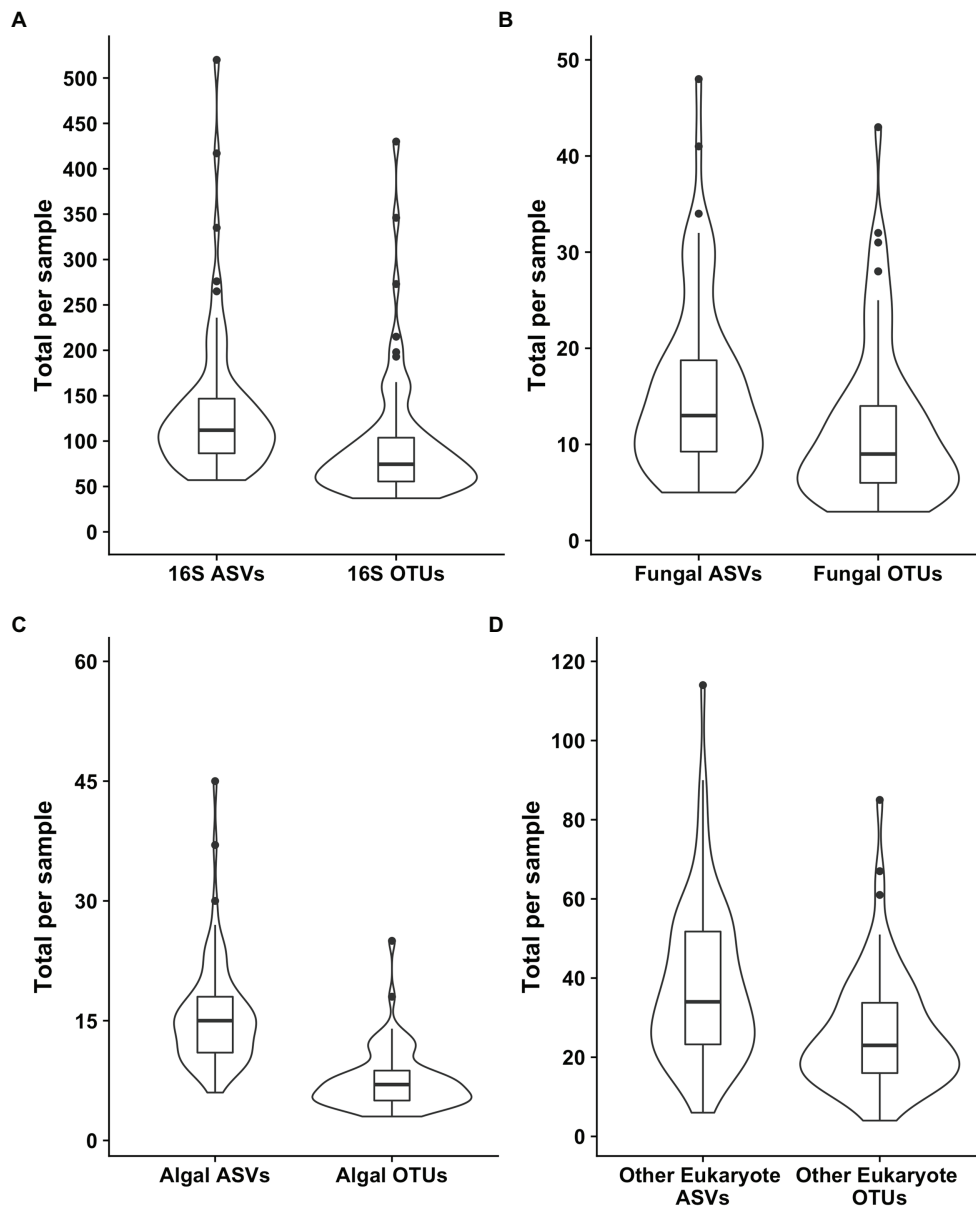 A
Total per sample
500
450
400
350
300
250
200
150
100
50
0
16S ASVs
16S OTUs
B
Total per sample
50
40
30
20
10
0
Fungal ASVs
Fungal OTUs
C
Total per sample
60
45
30
15
0
Algal ASVs
Algal OTUs
D
Total per sample
120
100
80
60
40
20
0
Other Eukaryote
ASVs
Other Eukaryote
OTUs